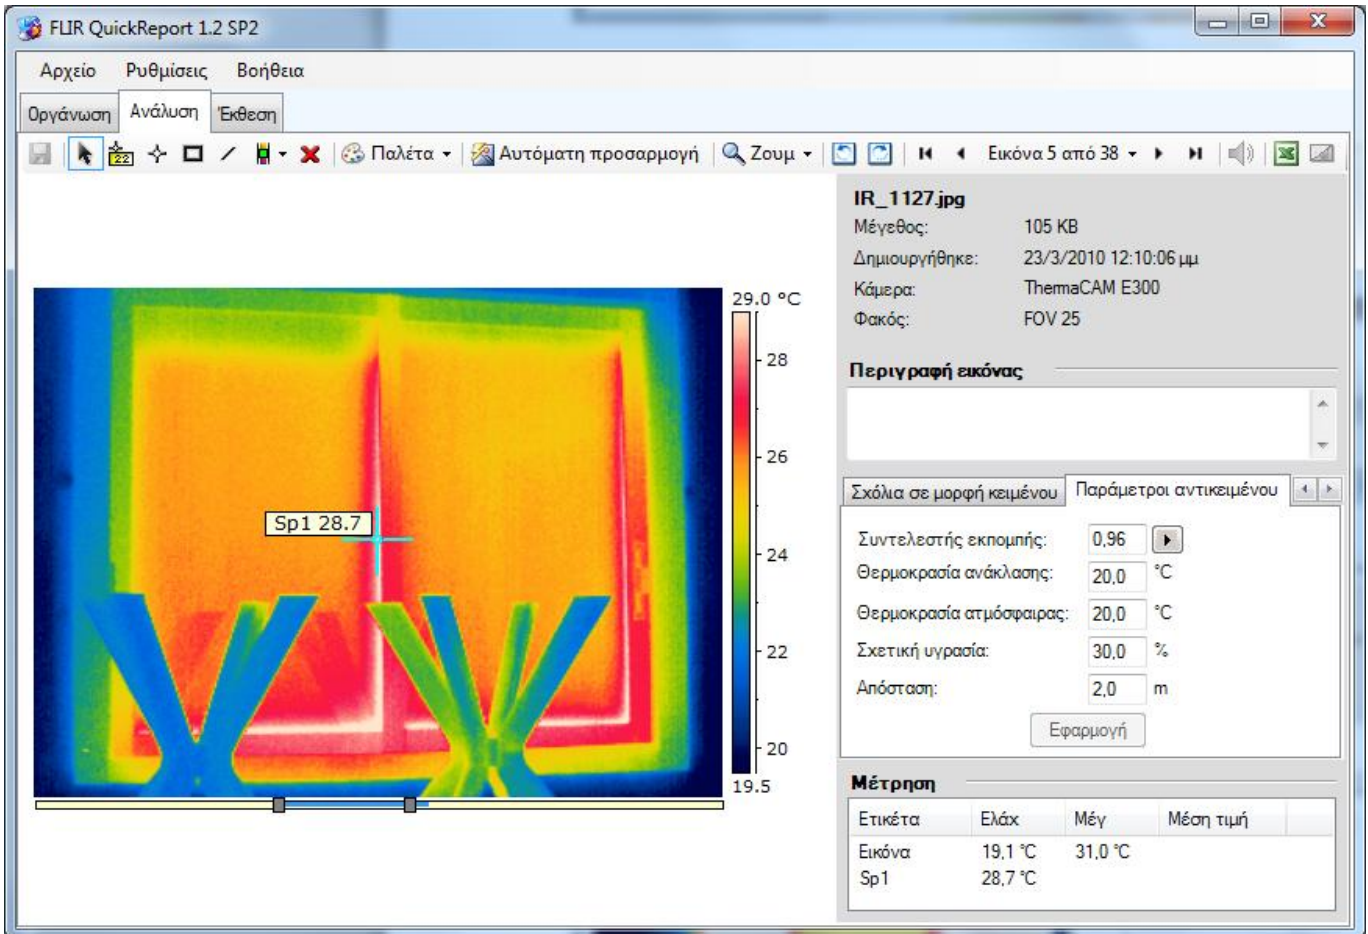 FLIR QuickReport 1.2 SP2
Αρχείο Ρυθμίσεις Βοήθεια
Οργάνωση Ανάλυση Έκθεση
22 Παλέτα Αυτόματη προσαρμογή Ζουμ Εικόνα 5 από 38
IR_1127.jpg
Μέγεθος: 105 KB
Δημιουργήθηκε: 23/3/2010 12:10:06 μμ
Κάμερα: ThermaCAM E300
Φακός: FOV 25
29.0 °C
28
26
24
22
20
19.5
Sp1 28.7
Περιγραφή εικόνας
Σχόλια σε μορφή κειμένου Παράμετροι αντικειμένου
Συντελεστής εκπομπής: 0,96
Θερμοκρασία ανάκλασης: 20,0 °C
Θερμοκρασία ατμόσφαιρας: 20,0 °C
Σχετική υγρασία: 30,0 %
Απόσταση: 2,0 m
Εφαρμογή
Μέτρηση
Ετικέτα Ελάχ Μέγ Μέση τιμή
Εικόνα 19,1 °C 31,0 °C
Sp1 28,7 °C